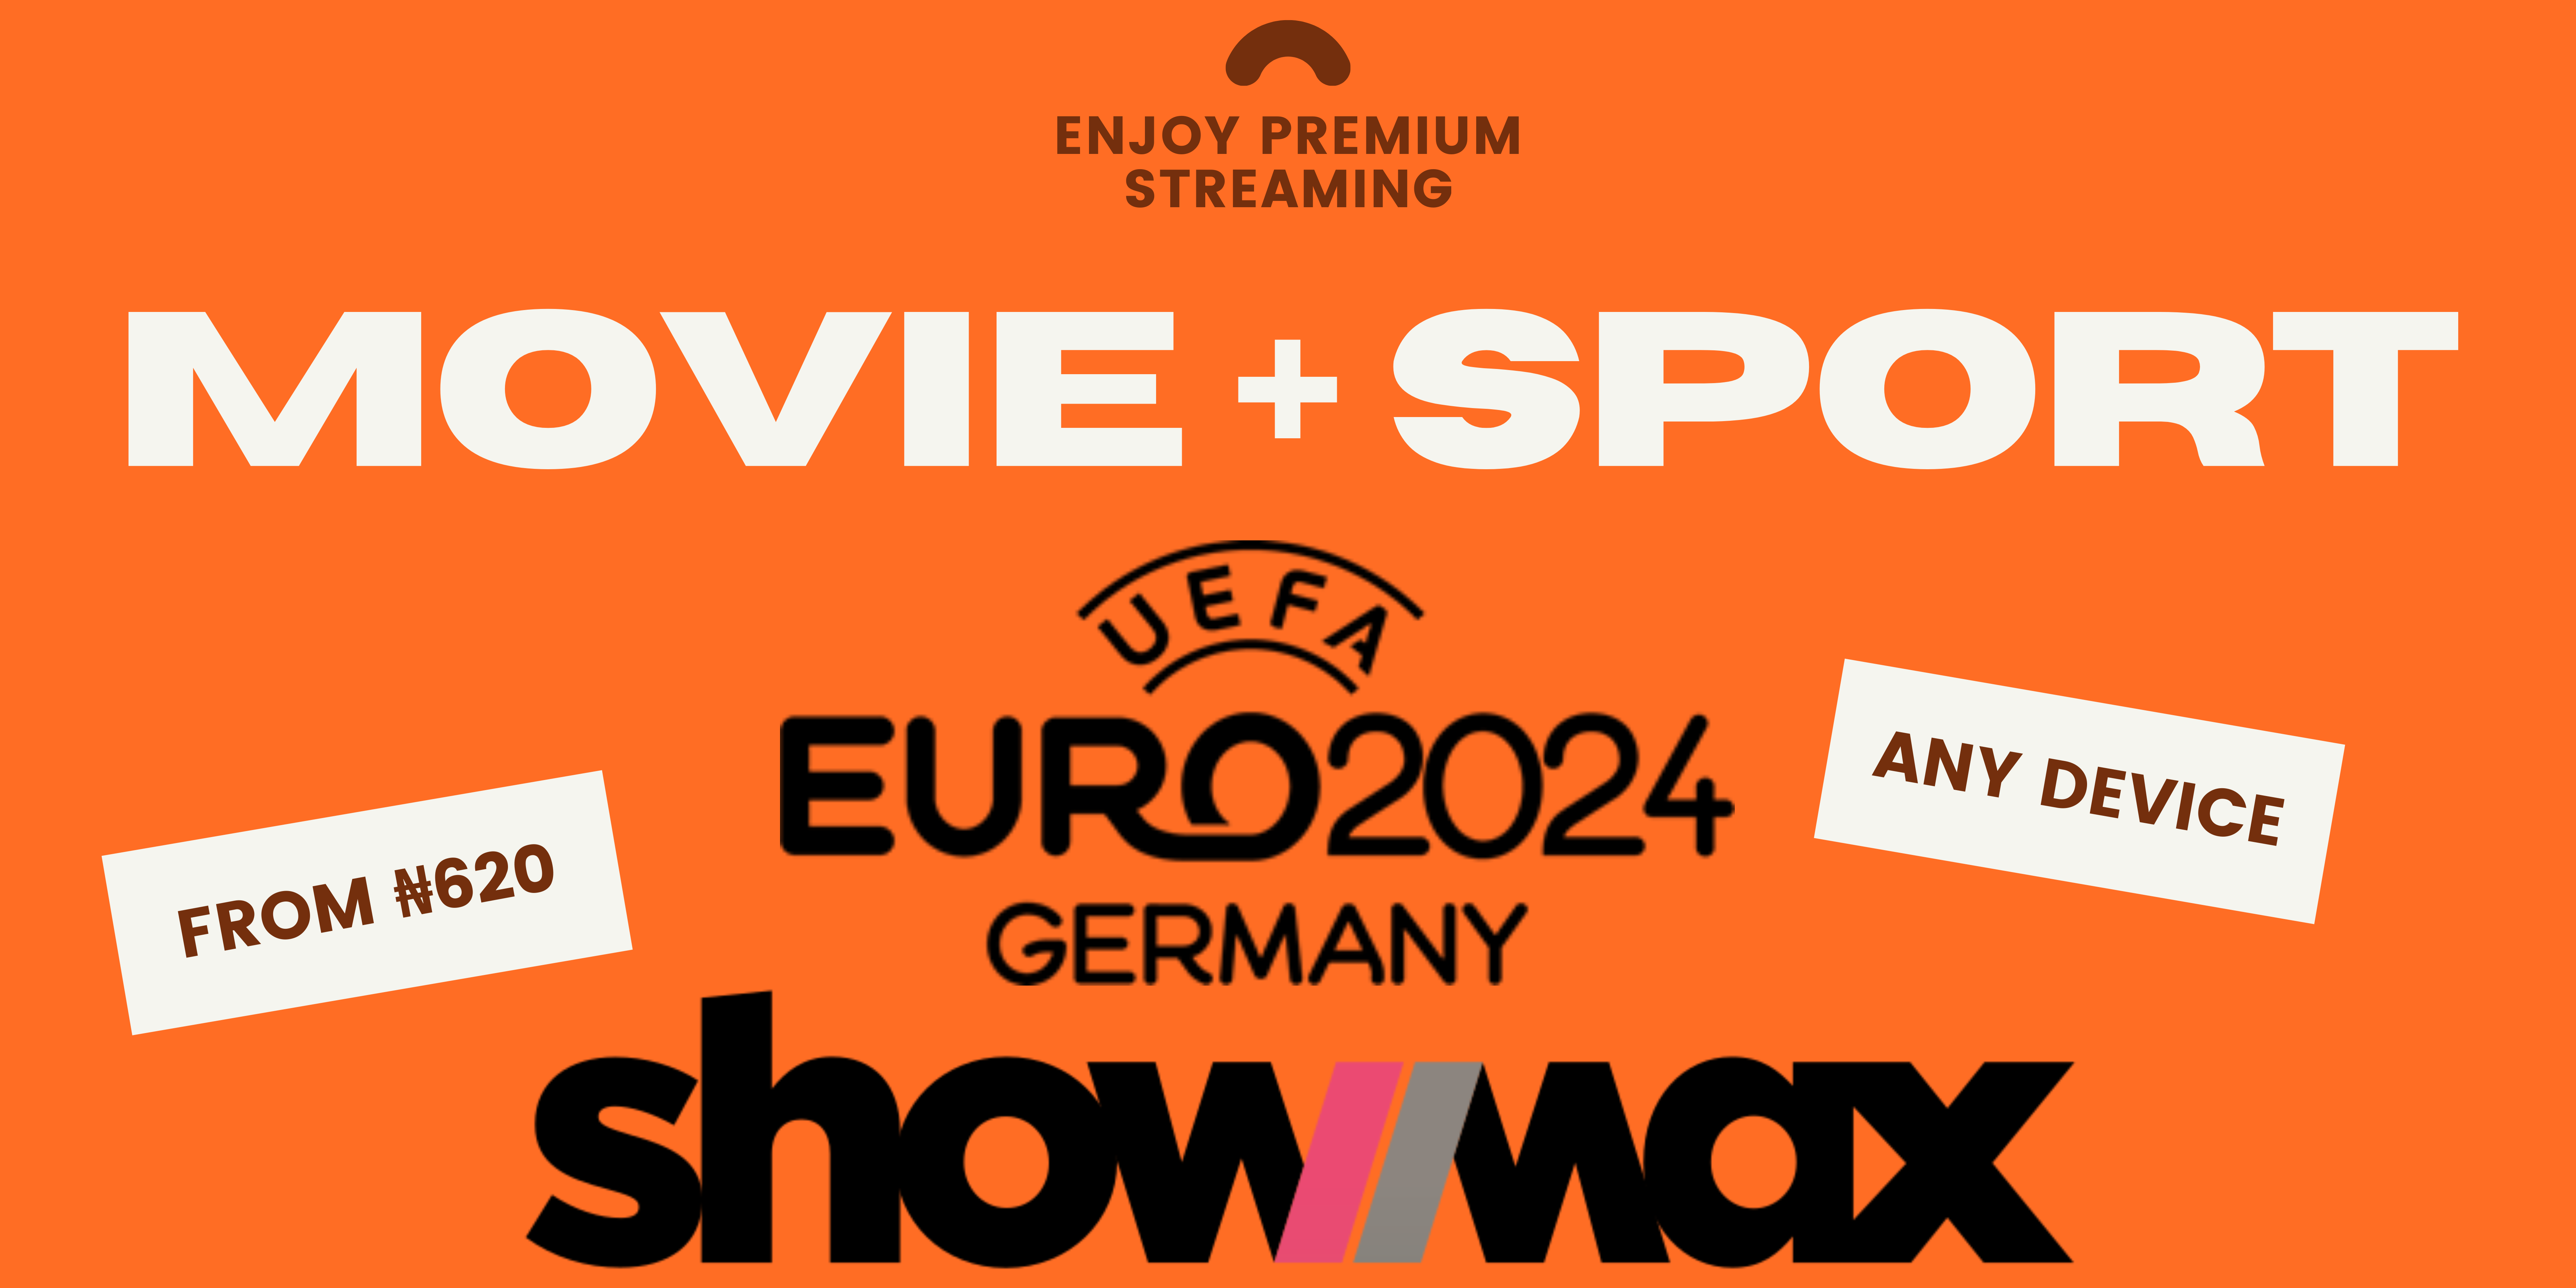 ENJOY PREMIUM
STREAMING
MOVIE + SPORT
UEFA
EURO2024
GERMANY
ANY DEVICE
FROM ₦620
showmax